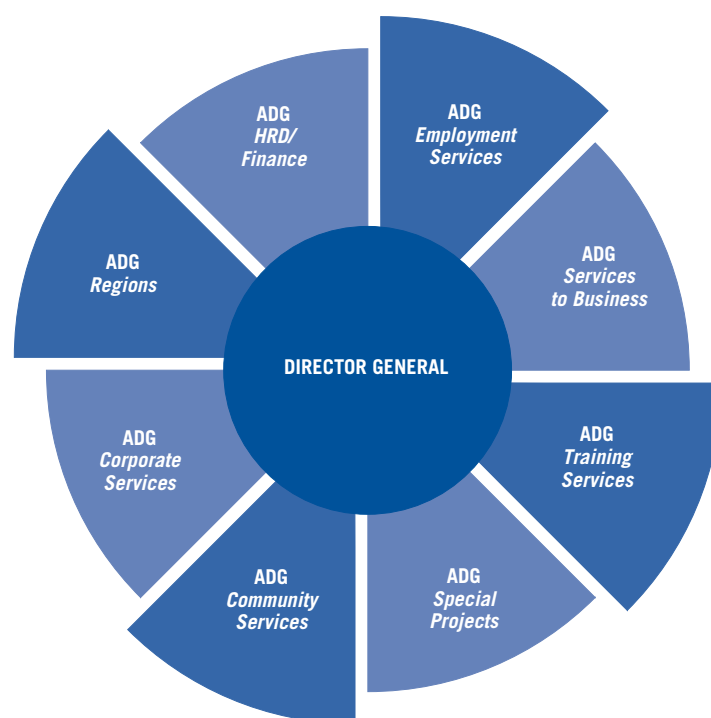 ADG
HRD/
Finance
ADG
Employment
Services
ADG
Regions
ADG
Services
to Business
DIRECTOR GENERAL
ADG
Corporate
Services
ADG
Training
Services
ADG
Community
Services
ADG
Special
Projects